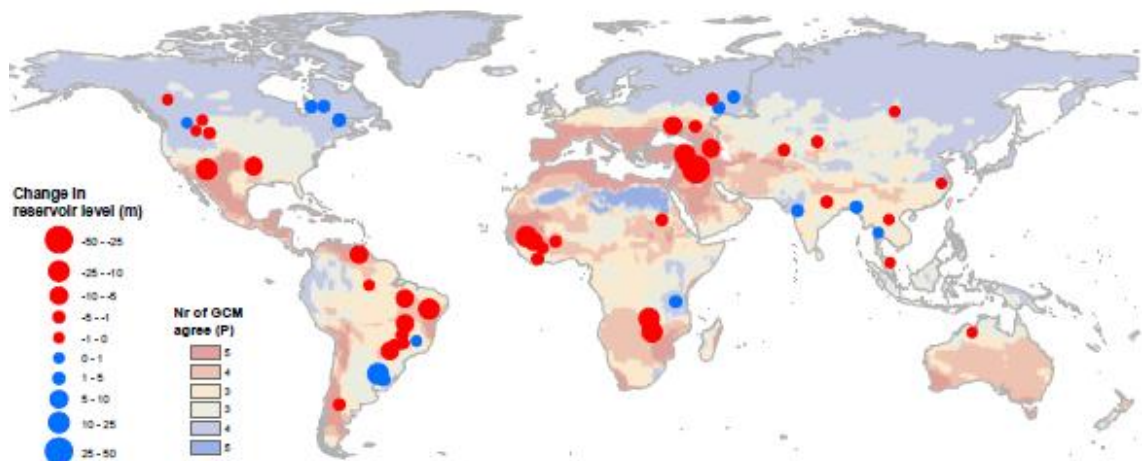 Change in
reservoir level (m)
-50 - -25
-25 - -10
-10 - -5
-5 - -1
-1 - 0
0 - 1
1 - 5
5 - 10
10 - 25
25 - 50
Nr of GCM
agree (P)
5
4
3
3
4
5